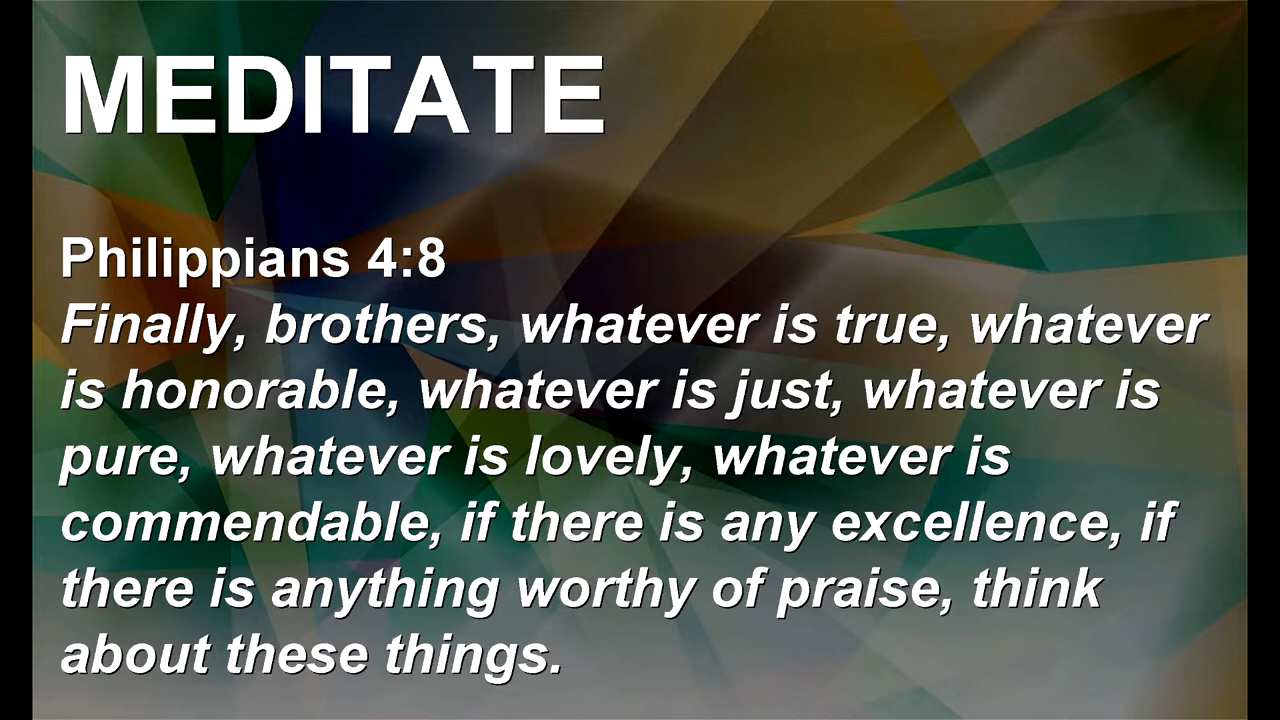 MEDITATE
Philippians 4:8
Finally, brothers, whatever is true, whatever
is honorable, whatever is just, whatever is
pure, whatever is lovely, whatever is
commendable, if there is any excellence, if
there is anything worthy of praise, think
about these things.